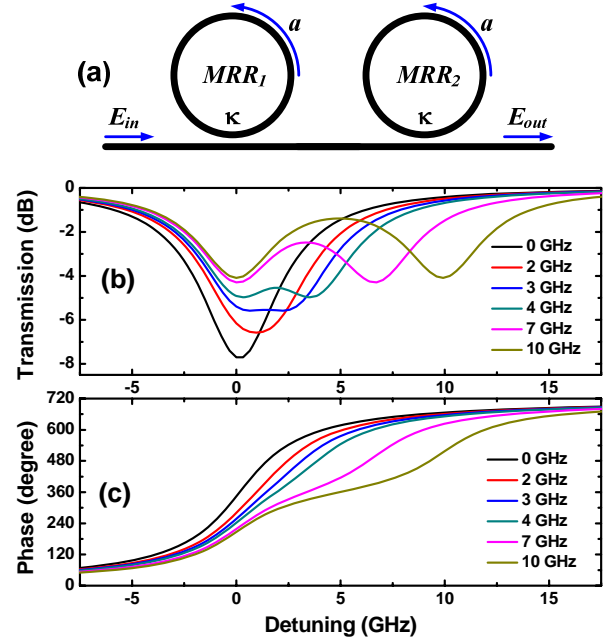 (a)
a
a
MRR1
MRR2
κ
κ
Ein
Eout
Transmission (dB)
0
-2
-4
-6
-8
(b)
0 GHz
2 GHz
3 GHz
4 GHz
7 GHz
10 GHz
-5
0
5
10
15
Phase (degree)
720
600
480
360
240
120
0
(c)
0 GHz
2 GHz
3 GHz
4 GHz
7 GHz
10 GHz
-5
0
5
10
15
Detuning (GHz)